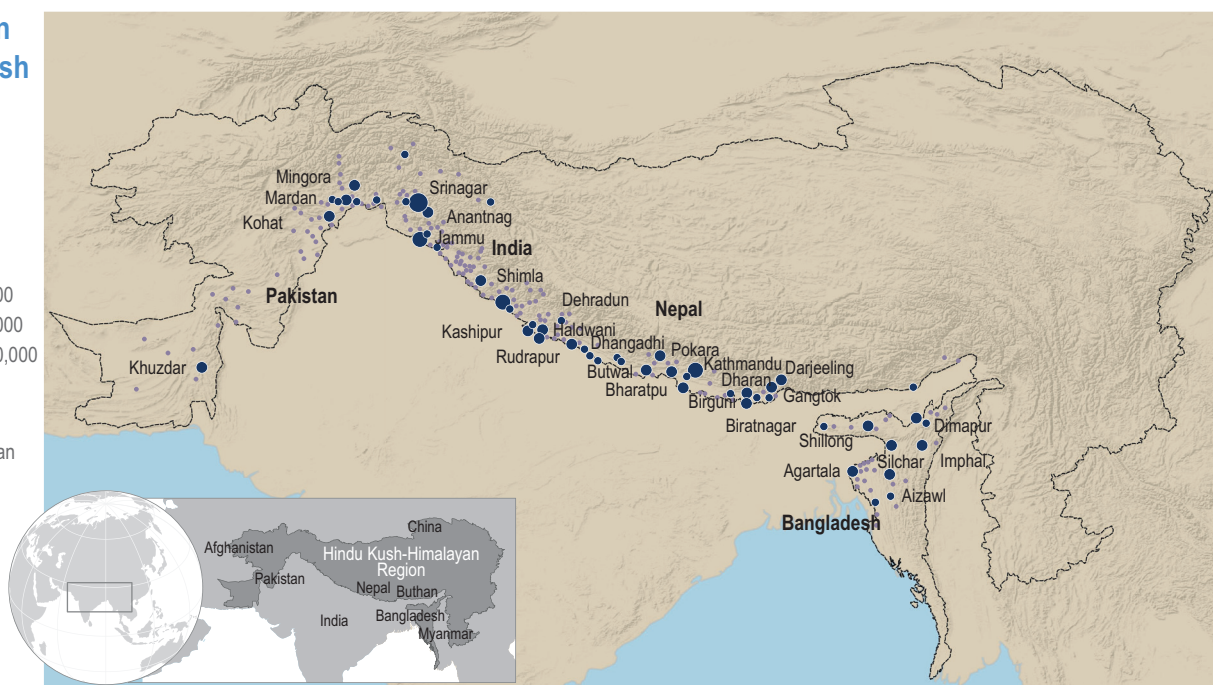 n
sh
00
000
0,000
an
Mingora
Mardan
Kohat
Srinagar
Anantnag
Jammu
India
Shimla
Pakistan
Dehradun
Nepal
Kashipur
Haldwani
Rudrapur
Dhangadhi
Pokara
Khuzdar
Butwal
Kathmandu
Bharatpu
Dharan
Darjeeling
Birgunj
Gangtok
Biratnagar
Shillong
Dimapur
Agartala
Silchar
Imphal
Aizawl
Bangladesh
China
Afghanistan
Hindu Kush-Himalayan
Region
Pakistan
Nepal
Buthan
India
Bangladesh
Myanmar